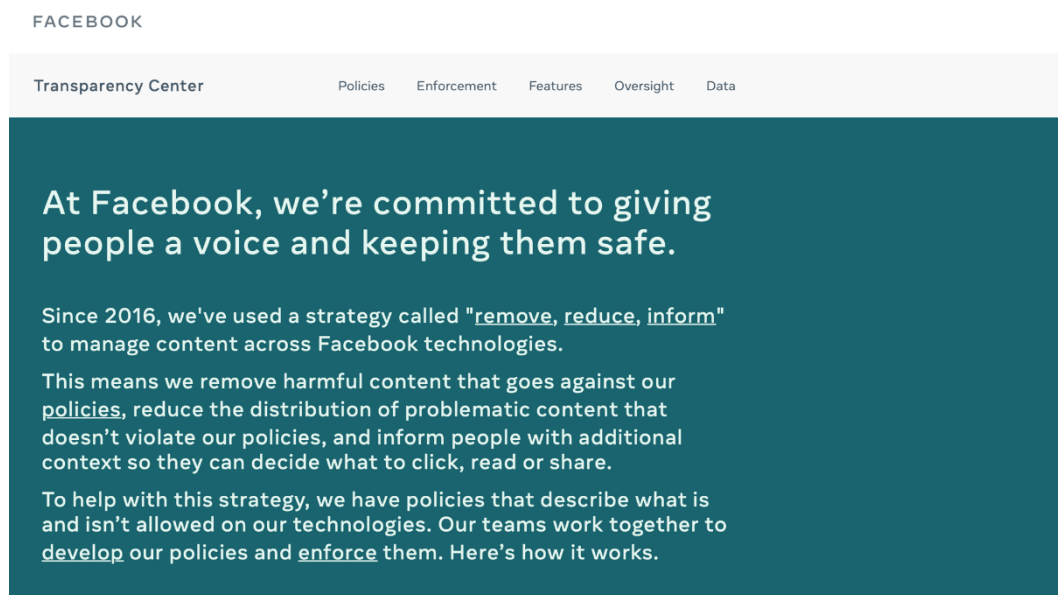 FACEBOOK
Transparency Center
Policies
Enforcement
Features
Oversight
Data
At Facebook, we’re committed to giving
people a voice and keeping them safe.
Since 2016, we've used a strategy called "remove, reduce, inform"
to manage content across Facebook technologies.
This means we remove harmful content that goes against our
policies, reduce the distribution of problematic content that
doesn’t violate our policies, and inform people with additional
context so they can decide what to click, read or share.
To help with this strategy, we have policies that describe what is
and isn’t allowed on our technologies. Our teams work together to
develop our policies and enforce them. Here’s how it works.